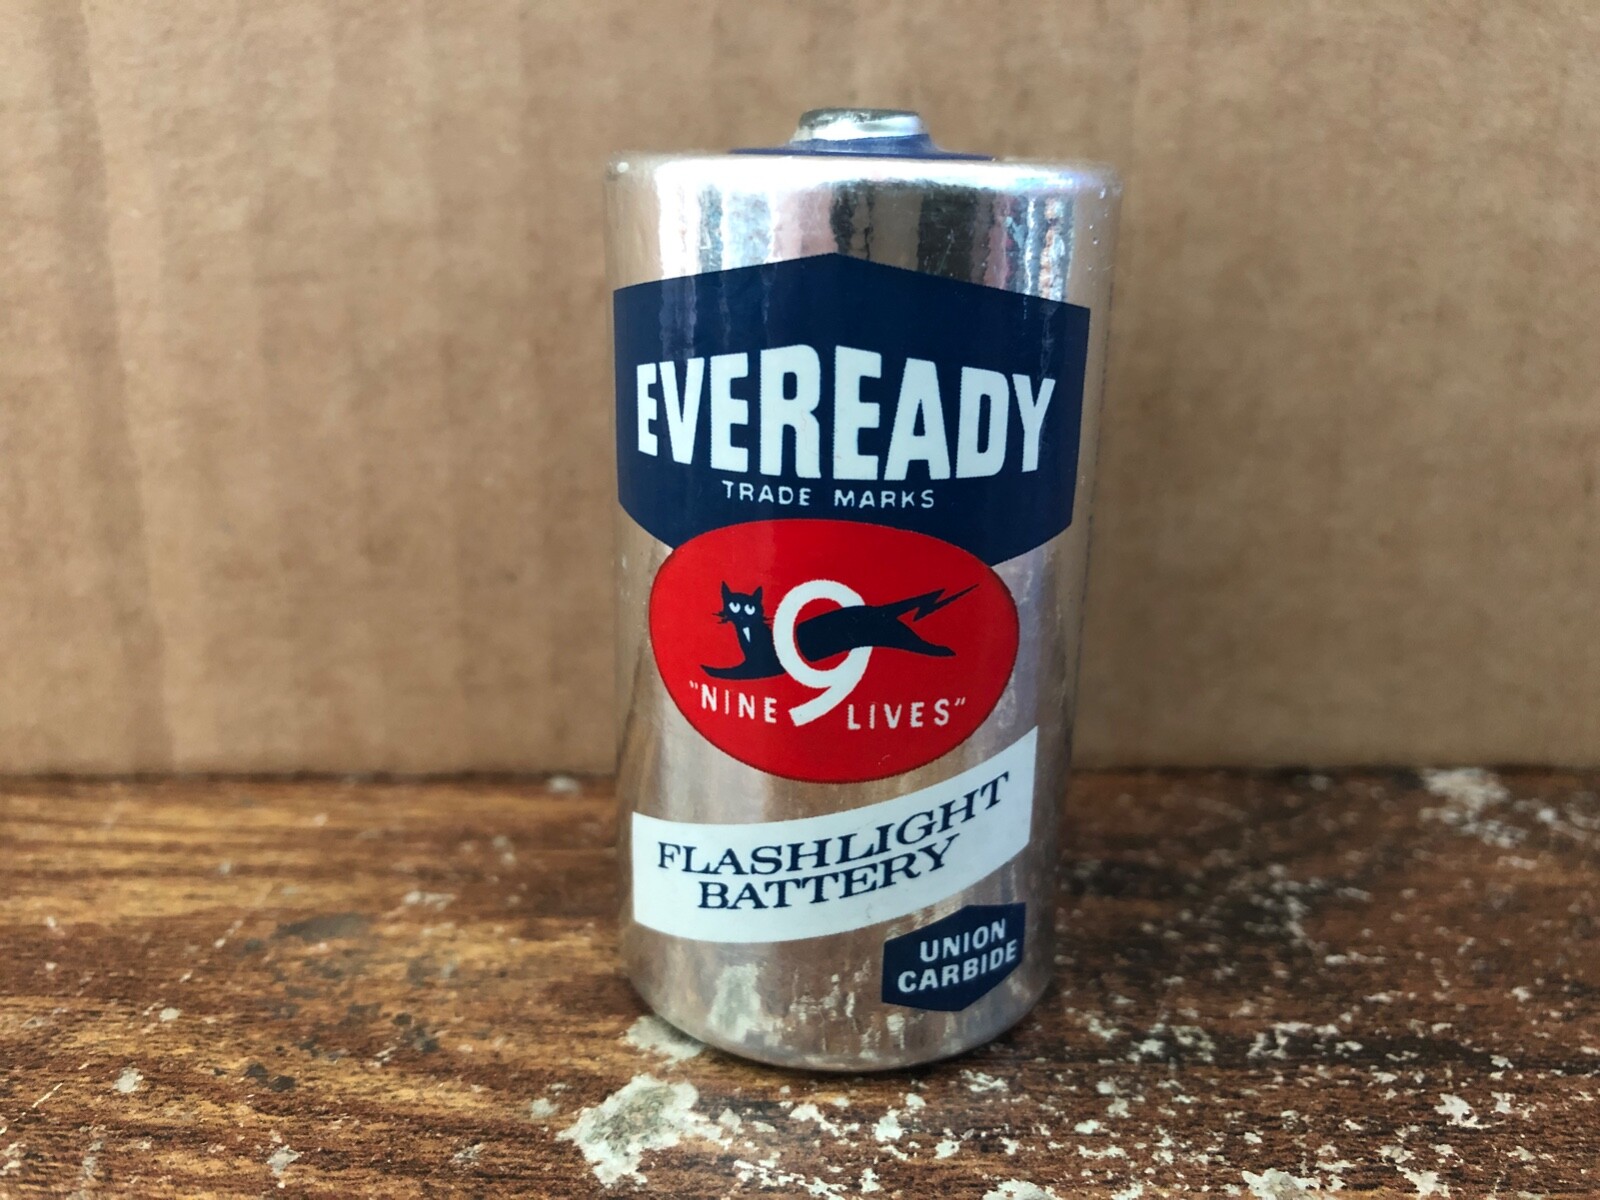 EVEREADY
TRADE MARKS
9
"NINE LIVES"
FLASHLIGHT
BATTERY
UNION
CARBIDE